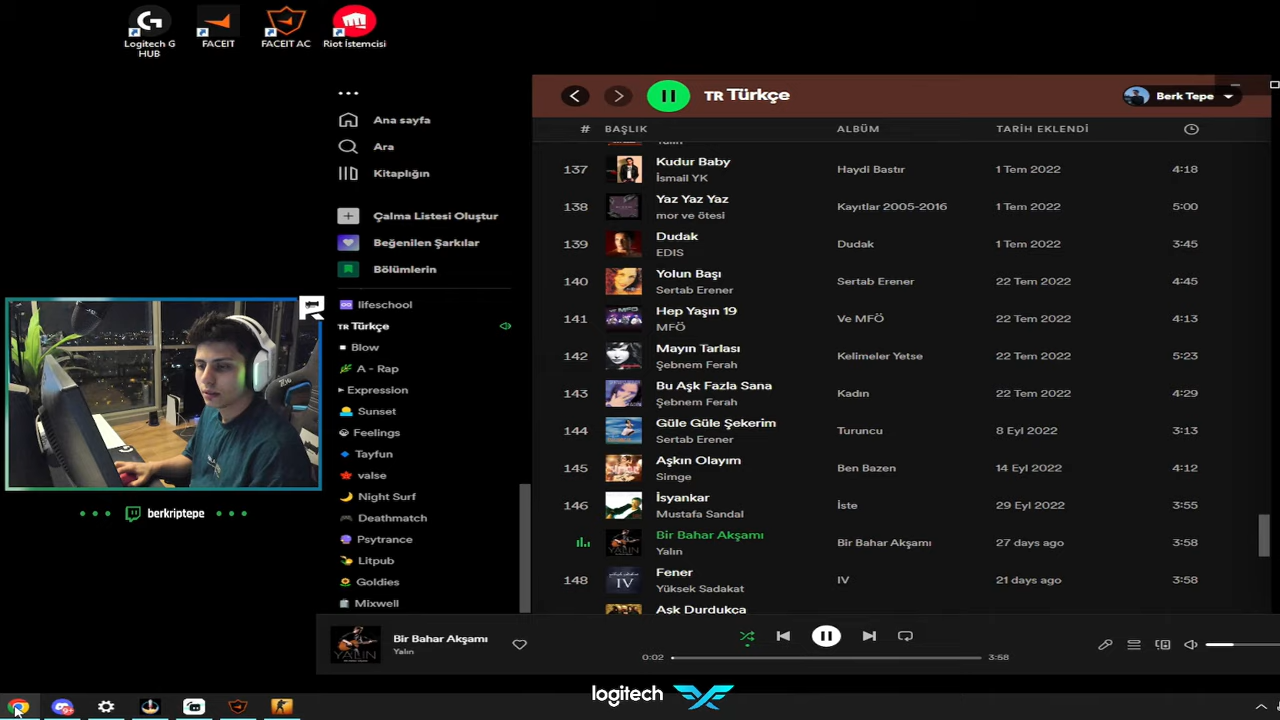 Logitech G
HUB
FACEIT
FACEIT AC
Riot İstemcisi
Ana sayfa
Ara
Kitaplığın
Çalma Listesi Oluştur
Beğenilen Şarkılar
Bölümlerin
lifeschool
TR Türkçe
Blow
A - Rap
Expression
Sunset
Feelings
Tayfun
valse
Night Surf
Deathmatch
Psytrance
Litpub
Goldies
Mixwell
TR Türkçe
Berk Tepe
# BAŞLIK ALBÜM TARİH EKLENDİ
Yalın
137 Kudur Baby Haydi Bastır 1 Tem 2022 4:18
İsmail YK
138 Yaz Yaz Yaz Kayıtlar 2005-2016 1 Tem 2022 5:00
mor ve ötesi
139 Dudak Dudak 1 Tem 2022 3:45
EDIS
140 Yolun Başı Sertab Erener 22 Tem 2022 4:45
Sertab Erener
141 Hep Yaşın 19 Ve MFÖ 22 Tem 2022 4:13
MFÖ
142 Mayın Tarlası Kelimeler Yetse 22 Tem 2022 5:23
Şebnem Ferah
143 Bu Aşk Fazla Sana Kadın 22 Tem 2022 4:29
Şebnem Ferah
144 Güle Güle Şekerim Turuncu 8 Eyl 2022 3:13
Sertab Erener
145 Aşkın Olayım Ben Bazen 14 Eyl 2022 4:12
Simge
146 İsyankar İste 29 Eyl 2022 3:55
Mustafa Sandal
Bir Bahar Akşamı Bir Bahar Akşamı 27 days ago 3:58
Yalın
148 Fener IV 21 days ago 3:58
Yüksek Sadakat
Aşk Durdukça
berkriptepe
Bir Bahar Akşamı
Yalın
0:02 3:58
logitech